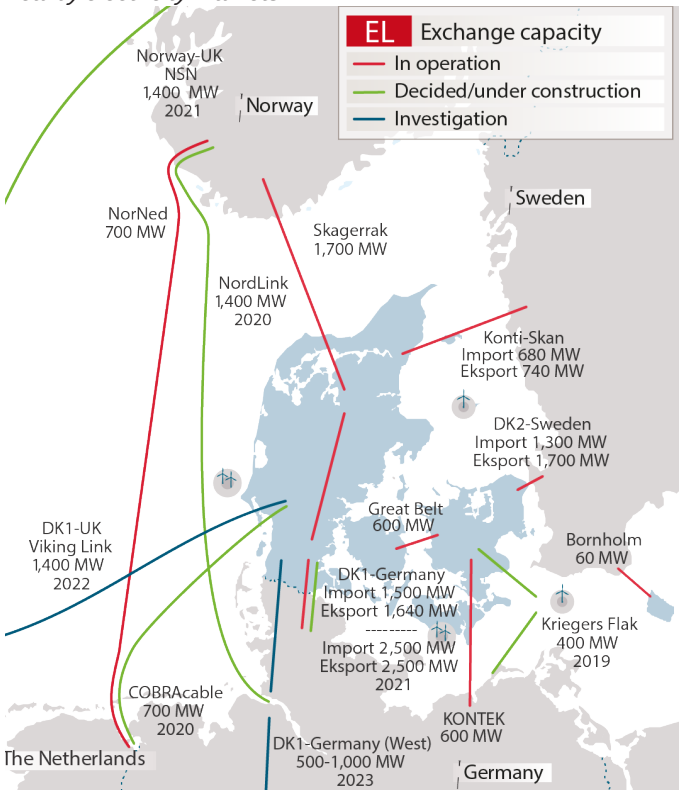 EL Exchange capacity
In operation
Decided/under construction
Investigation
Norway-UK
NSN
1,400 MW
2021
Norway
Sweden
NorNed
700 MW
Skagerrak
1,700 MW
NordLink
1,400 MW
2020
Konti-Skan
Import 680 MW
Eksport 740 MW
DK2-Sweden
Import 1,300 MW
Eksport 1,700 MW
Great Belt
600 MW
DK1-UK
Viking Link
1,400 MW
2022
Bornholm
60 MW
DK1-Germany
Import 1,500 MW
Eksport 1,640 MW
---------
Import 2,500 MW
Eksport 2,500 MW
2021
Kriegers Flak
400 MW
2019
COBRAcable
700 MW
2020
KONTEK
600 MW
The Netherlands
DK1-Germany (West)
500-1,000 MW
2023
Germany